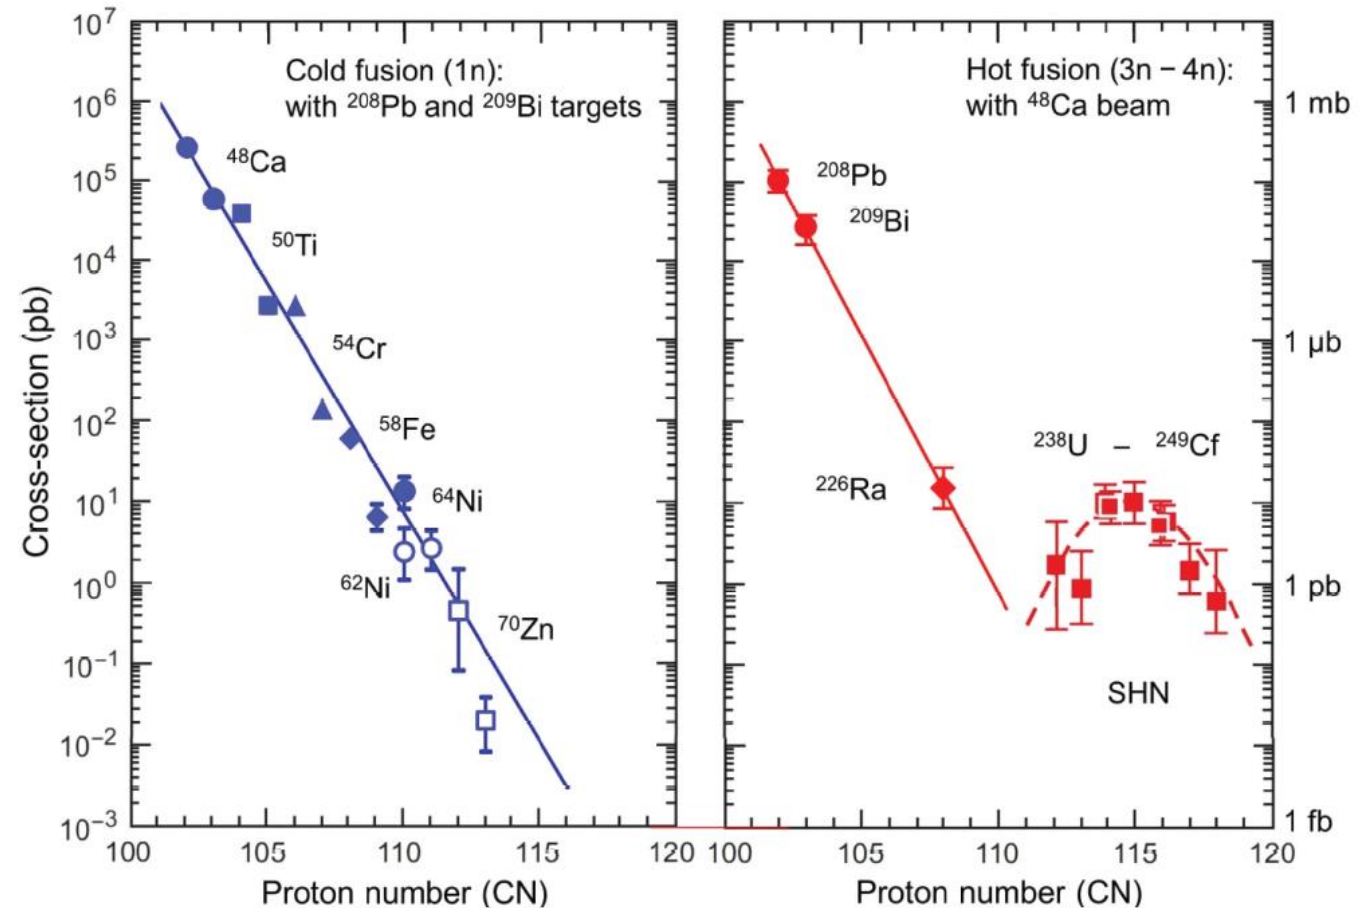 10⁷
10⁶
10⁵
10⁴
10³
10²
10¹
10⁰
10⁻¹
10⁻²
10⁻³
Cross-section (pb)
Cold fusion (1n):
with ²⁰⁸Pb and ²⁰⁹Bi targets
⁴⁸Ca
⁵⁰Ti
⁵⁴Cr
⁵⁸Fe
⁶⁴Ni
⁶²Ni
⁷⁰Zn
100 105 110 115 120
Proton number (CN)
Hot fusion (3n – 4n):
with ⁴⁸Ca beam
²⁰⁸Pb
²⁰⁹Bi
²³⁸U – ²⁴⁹Cf
²²⁶Ra
SHN
1 mb
1 μb
1 pb
1 fb
100 105 110 115 120
Proton number (CN)